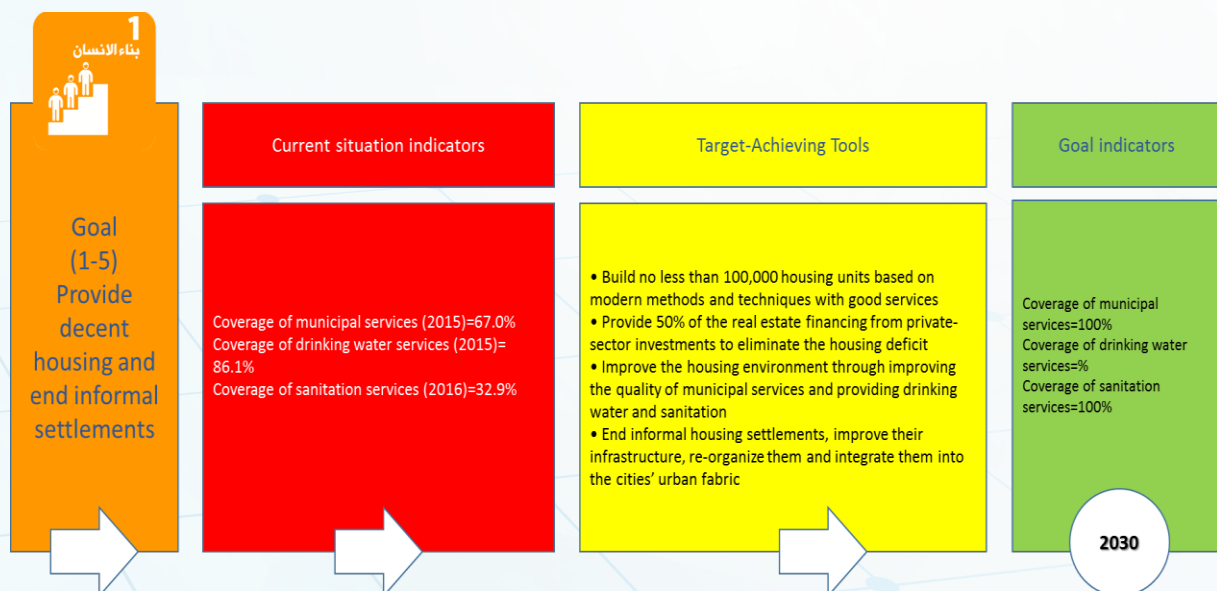 1
بناء الانسان
Goal
(1-5)
Provide
decent
housing and
end informal
settlements
Current situation indicators
Coverage of municipal services (2015)=67.0%
Coverage of drinking water services (2015)=
86.1%
Coverage of sanitation services (2016)=32.9%
Target-Achieving Tools
• Build no less than 100,000 housing units based on
modern methods and techniques with good services
• Provide 50% of the real estate financing from private-
sector investments to eliminate the housing deficit
• Improve the housing environment through improving
the quality of municipal services and providing drinking
water and sanitation
• End informal housing settlements, improve their
infrastructure, re-organize them and integrate them into
the cities’ urban fabric
Goal indicators
Coverage of municipal
services=100%
Coverage of drinking water
services=%
Coverage of sanitation
services=100%
2030